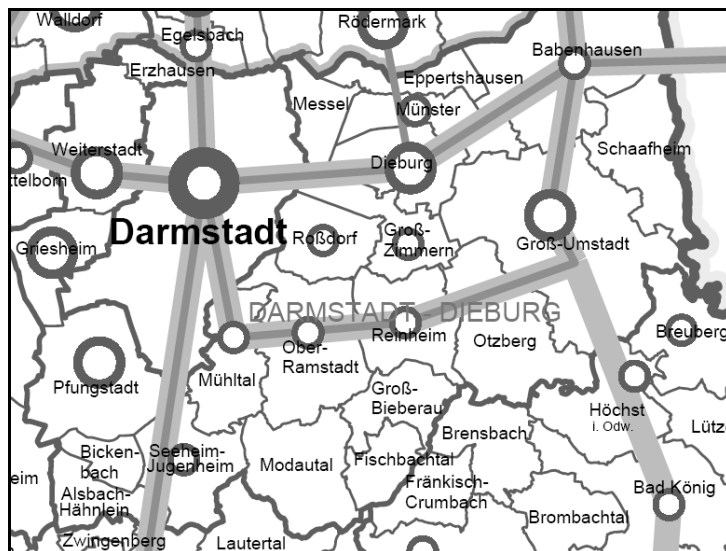 Walldorf
Egelsbach
Rödermark
Babenhausen
Erzhausen
Eppertshausen
Messel
Münster
Weiterstadt
Dieburg
Schaafheim
ttelborn
Darmstadt
Roßdorf
Groß-
Zimmern
Groß-Umstadt
Griesheim
DARMSTADT - DIEBURG
Ober-
Ramstadt
Reinheim
Otzberg
Breuberg
Mühltal
Pfungstadt
Groß-
Bieberau
Höchst
i. Odw.
Lütze
Brensbach
Bicken-
bach
Seeheim-
Jugenheim
Modautal
Fischbachtal
eim
Alsbach-
Hähnlein
Fränkisch-
Crumbach
Bad König
Brombachtal
Zwingenberg
Lautertal